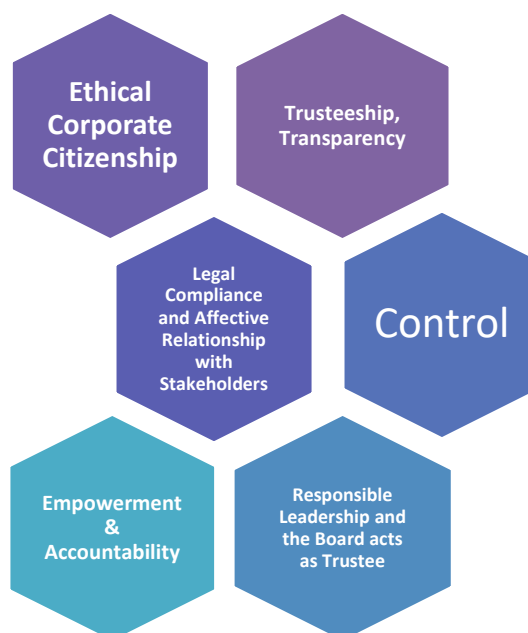 Ethical
Corporate
Citizenship
Trusteeship,
Transparency
Legal
Compliance
and Affective
Relationship
with
Stakeholders
Control
Empowerment
&
Accountability
Responsible
Leadership and
the Board acts
as Trustee